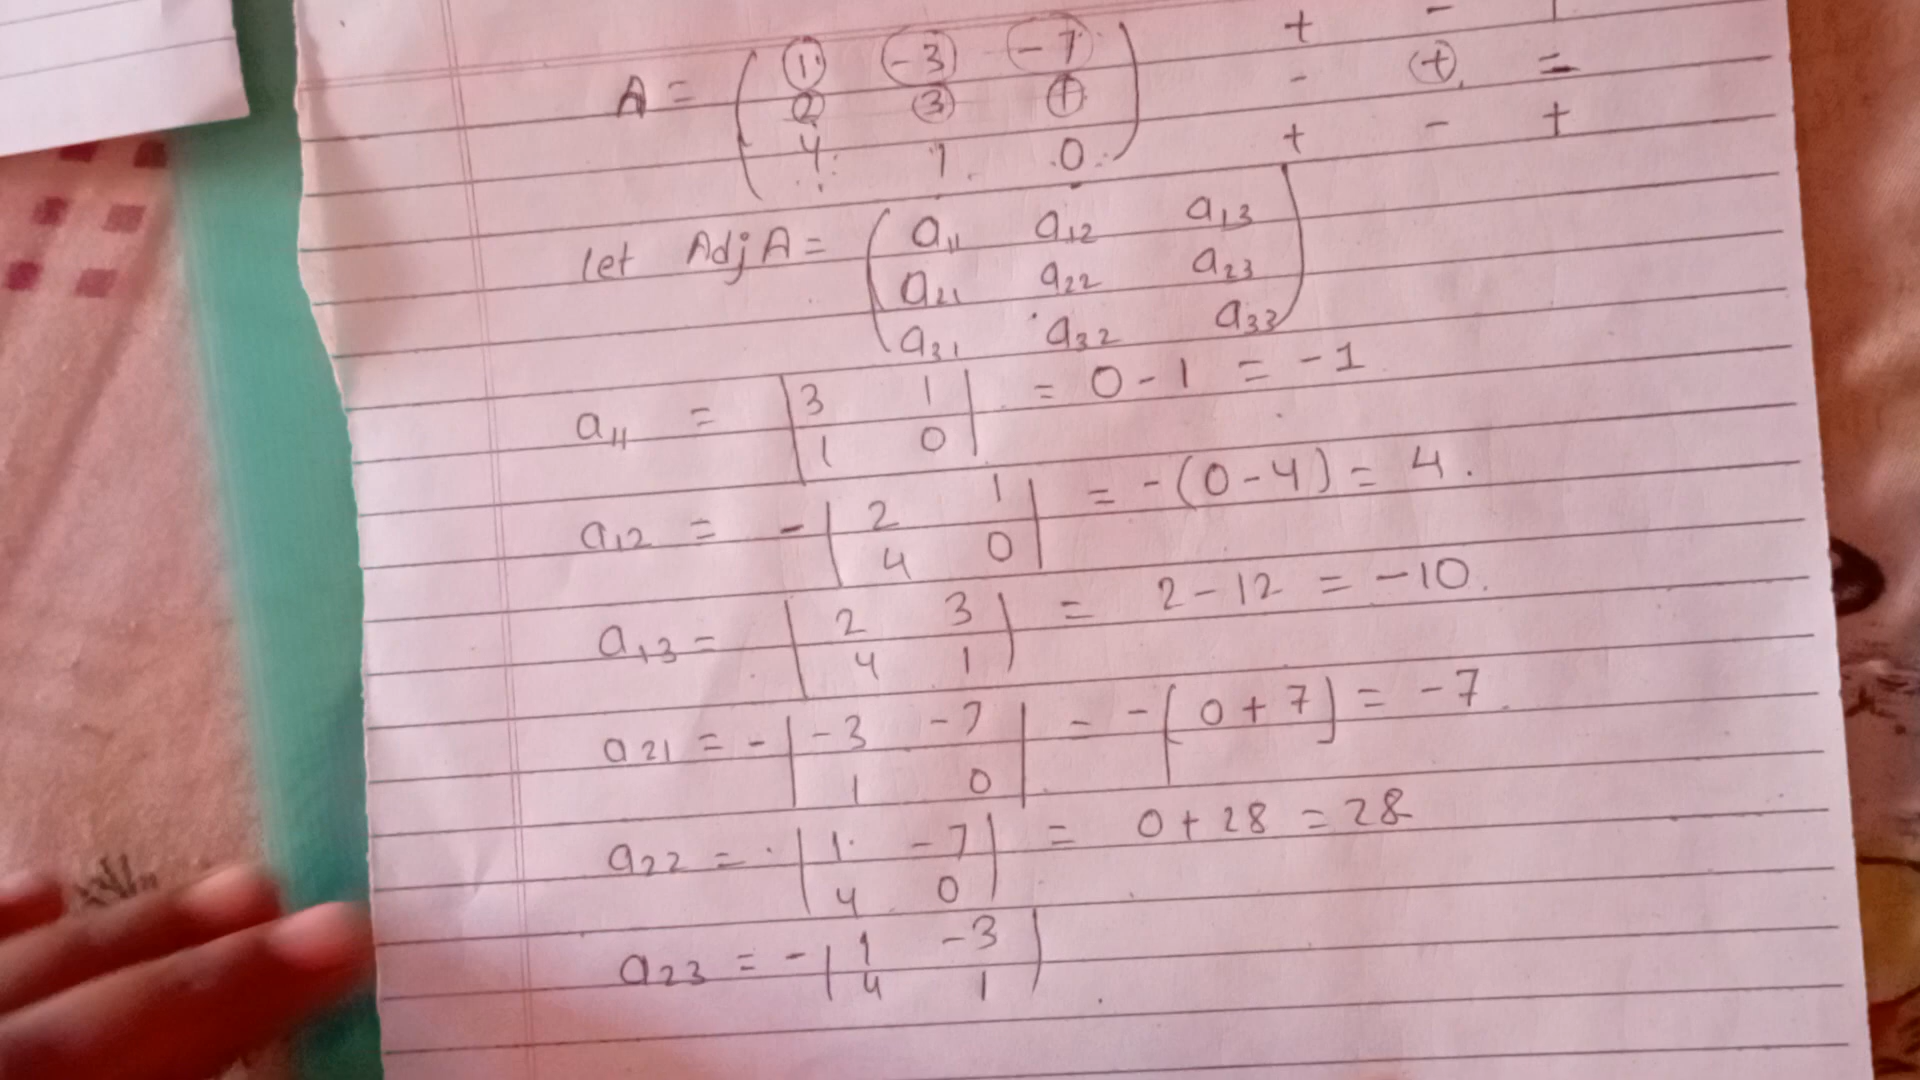 A = ( 1 -3 -7 ) + - +
2 3 1 - + =
4 1 0 + - +
let Adj A = ( a11 a12 a13 )
a21 a22 a23
a31 a32 a33
a11 = | 3 1 | = 0 - 1 = -1
1 0
a12 = - | 2 1 | = -(0-4) = 4.
4 0
a13 = | 2 3 | = 2-12 = -10.
4 1
a21 = - | -3 -7 | = -[0+7] = -7.
1 0
a22 = | 1 -7 | = 0+28 = 28
4 0
a23 = - | 1 -3 |
4 1